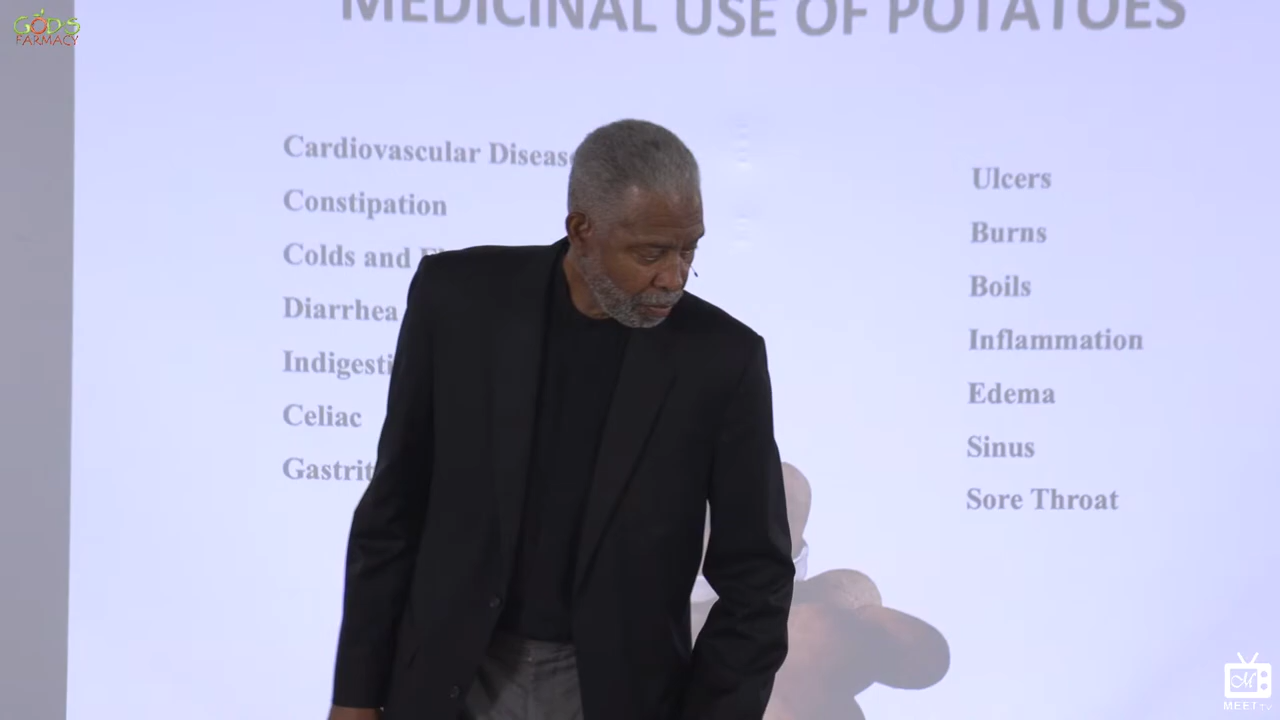 GOD'S
FARMACY
MEDICINAL USE OF POTATOES
Cardiovascular Diseas
Constipation
Colds and
Diarrhea
Indigesti
Celiac
Gastrit
Ulcers
Burns
Boils
Inflammation
Edema
Sinus
Sore Throat
M
MEET TV